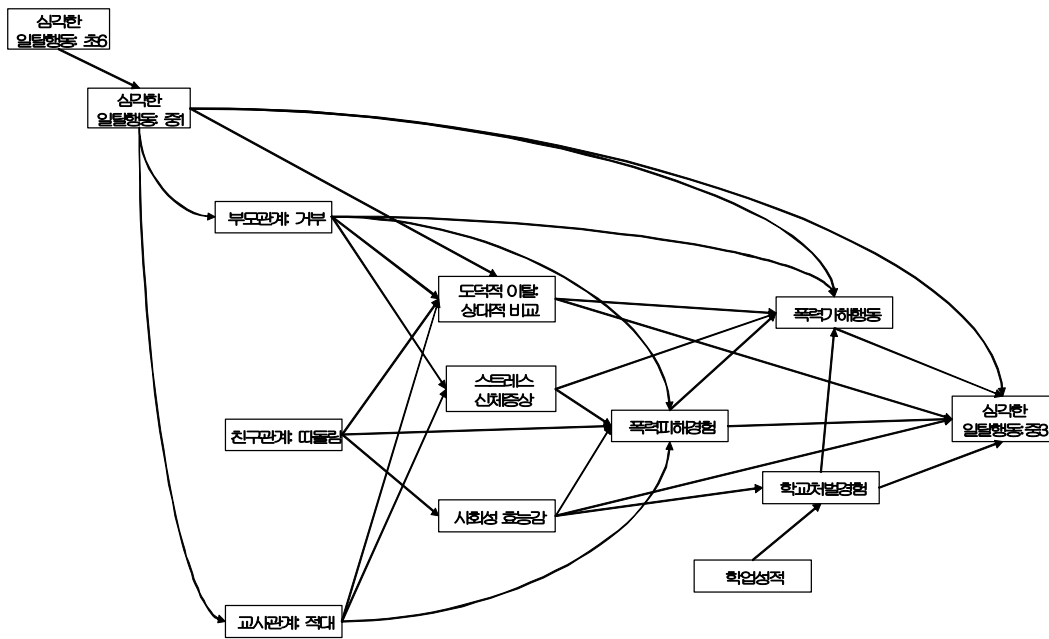 심각한
일탈행동: 초6
심각한
일탈행동: 중1
부모관계: 거부
도덕적 이탈:
상대적 비교
폭력가해행동
스트레스
신체증상
심각한
일탈행동:중3
친구관계: 따돌림
폭력피해경험
학교처벌경험
사회성 효능감
학업성적
교사관계: 적대